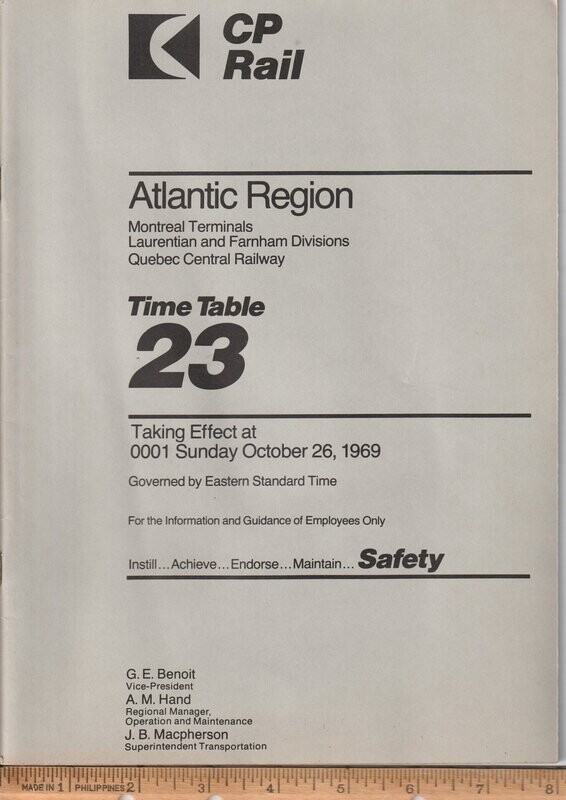 CP
Rail
Atlantic Region
Montreal Terminals
Laurentian and Farnham Divisions
Quebec Central Railway
Time Table
23
Taking Effect at
0001 Sunday October 26, 1969
Governed by Eastern Standard Time
For the Information and Guidance of Employees Only
Instill...Achieve...Endorse...Maintain... Safety
G. E. Benoit
Vice-President
A. M. Hand
Regional Manager,
Operation and Maintenance
J. B. Macpherson
Superintendent Transportation
MADE IN 1 PHILIPPINES 2 3 4 5 6 7 8